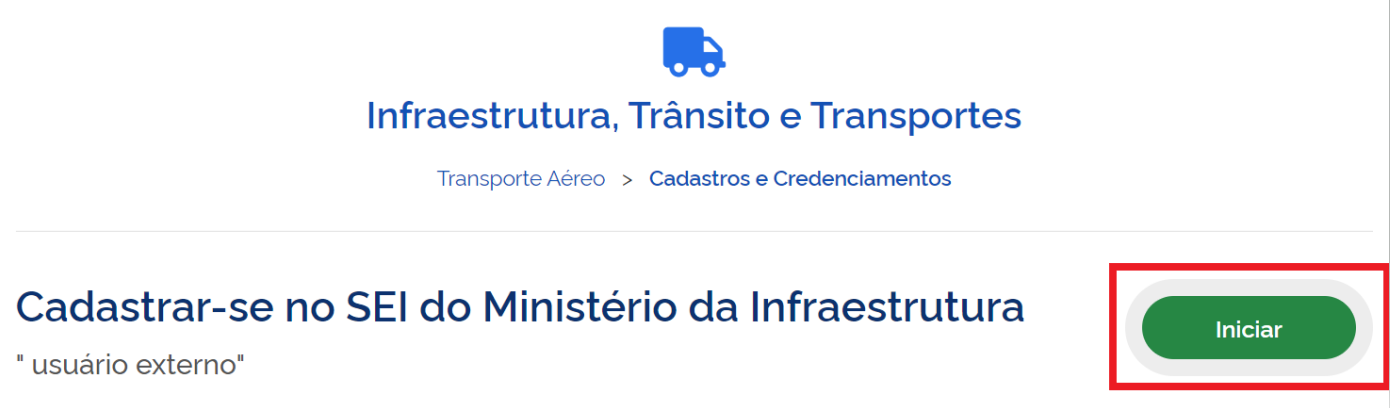 Infraestrutura, Trânsito e Transportes
Transporte Aéreo > Cadastros e Credenciamentos
Cadastrar-se no SEI do Ministério da Infraestrutura
Iniciar
" usuário externo"